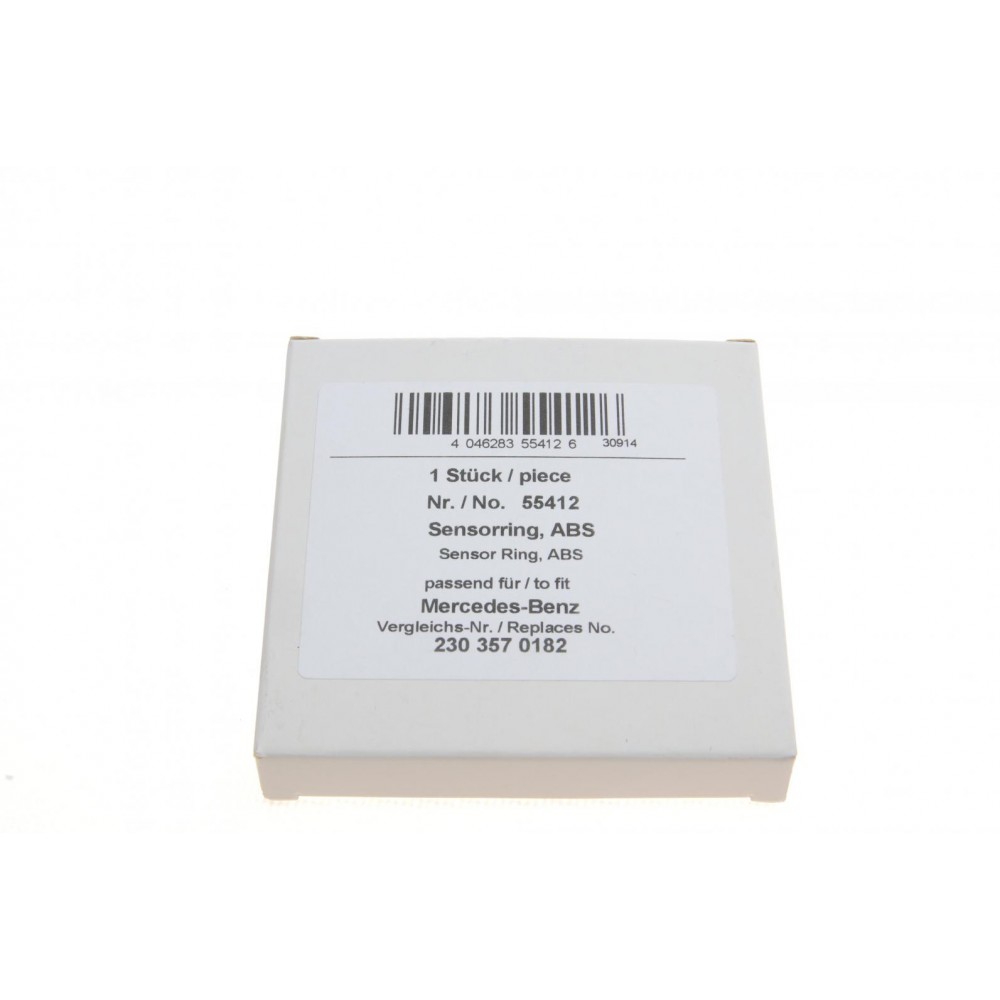 4 046283 55412 6 30914
1 Stück / piece
Nr. / No. 55412
Sensorring, ABS
Sensor Ring, ABS
passend für / to fit
Mercedes-Benz
Vergleichs-Nr. / Replaces No.
230 357 0182